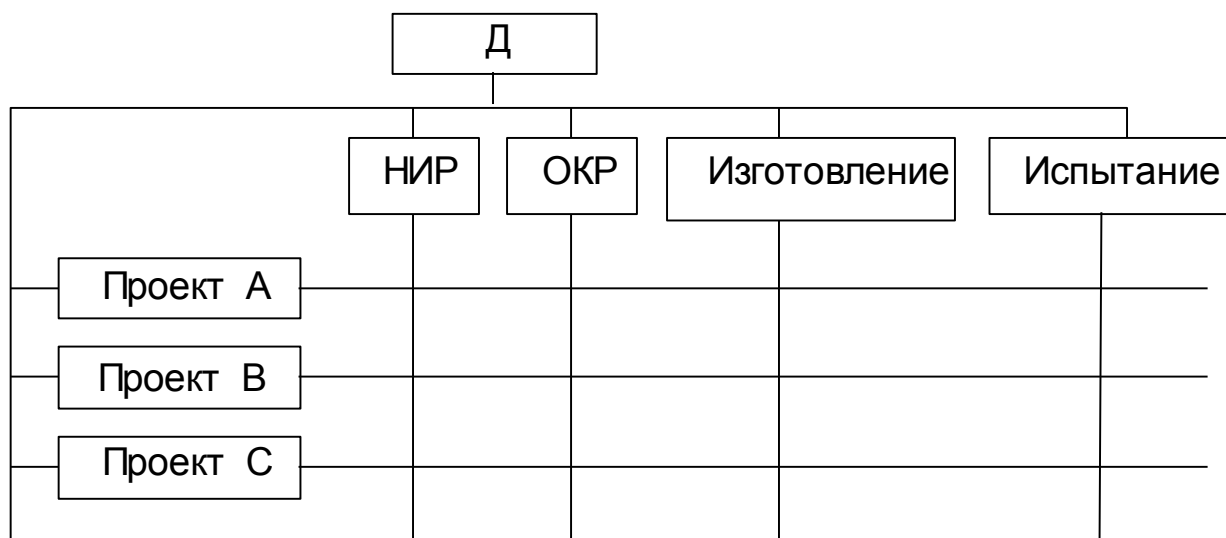 Д
НИР ОКР Изготовление Испытание
Проект А
Проект В
Проект С